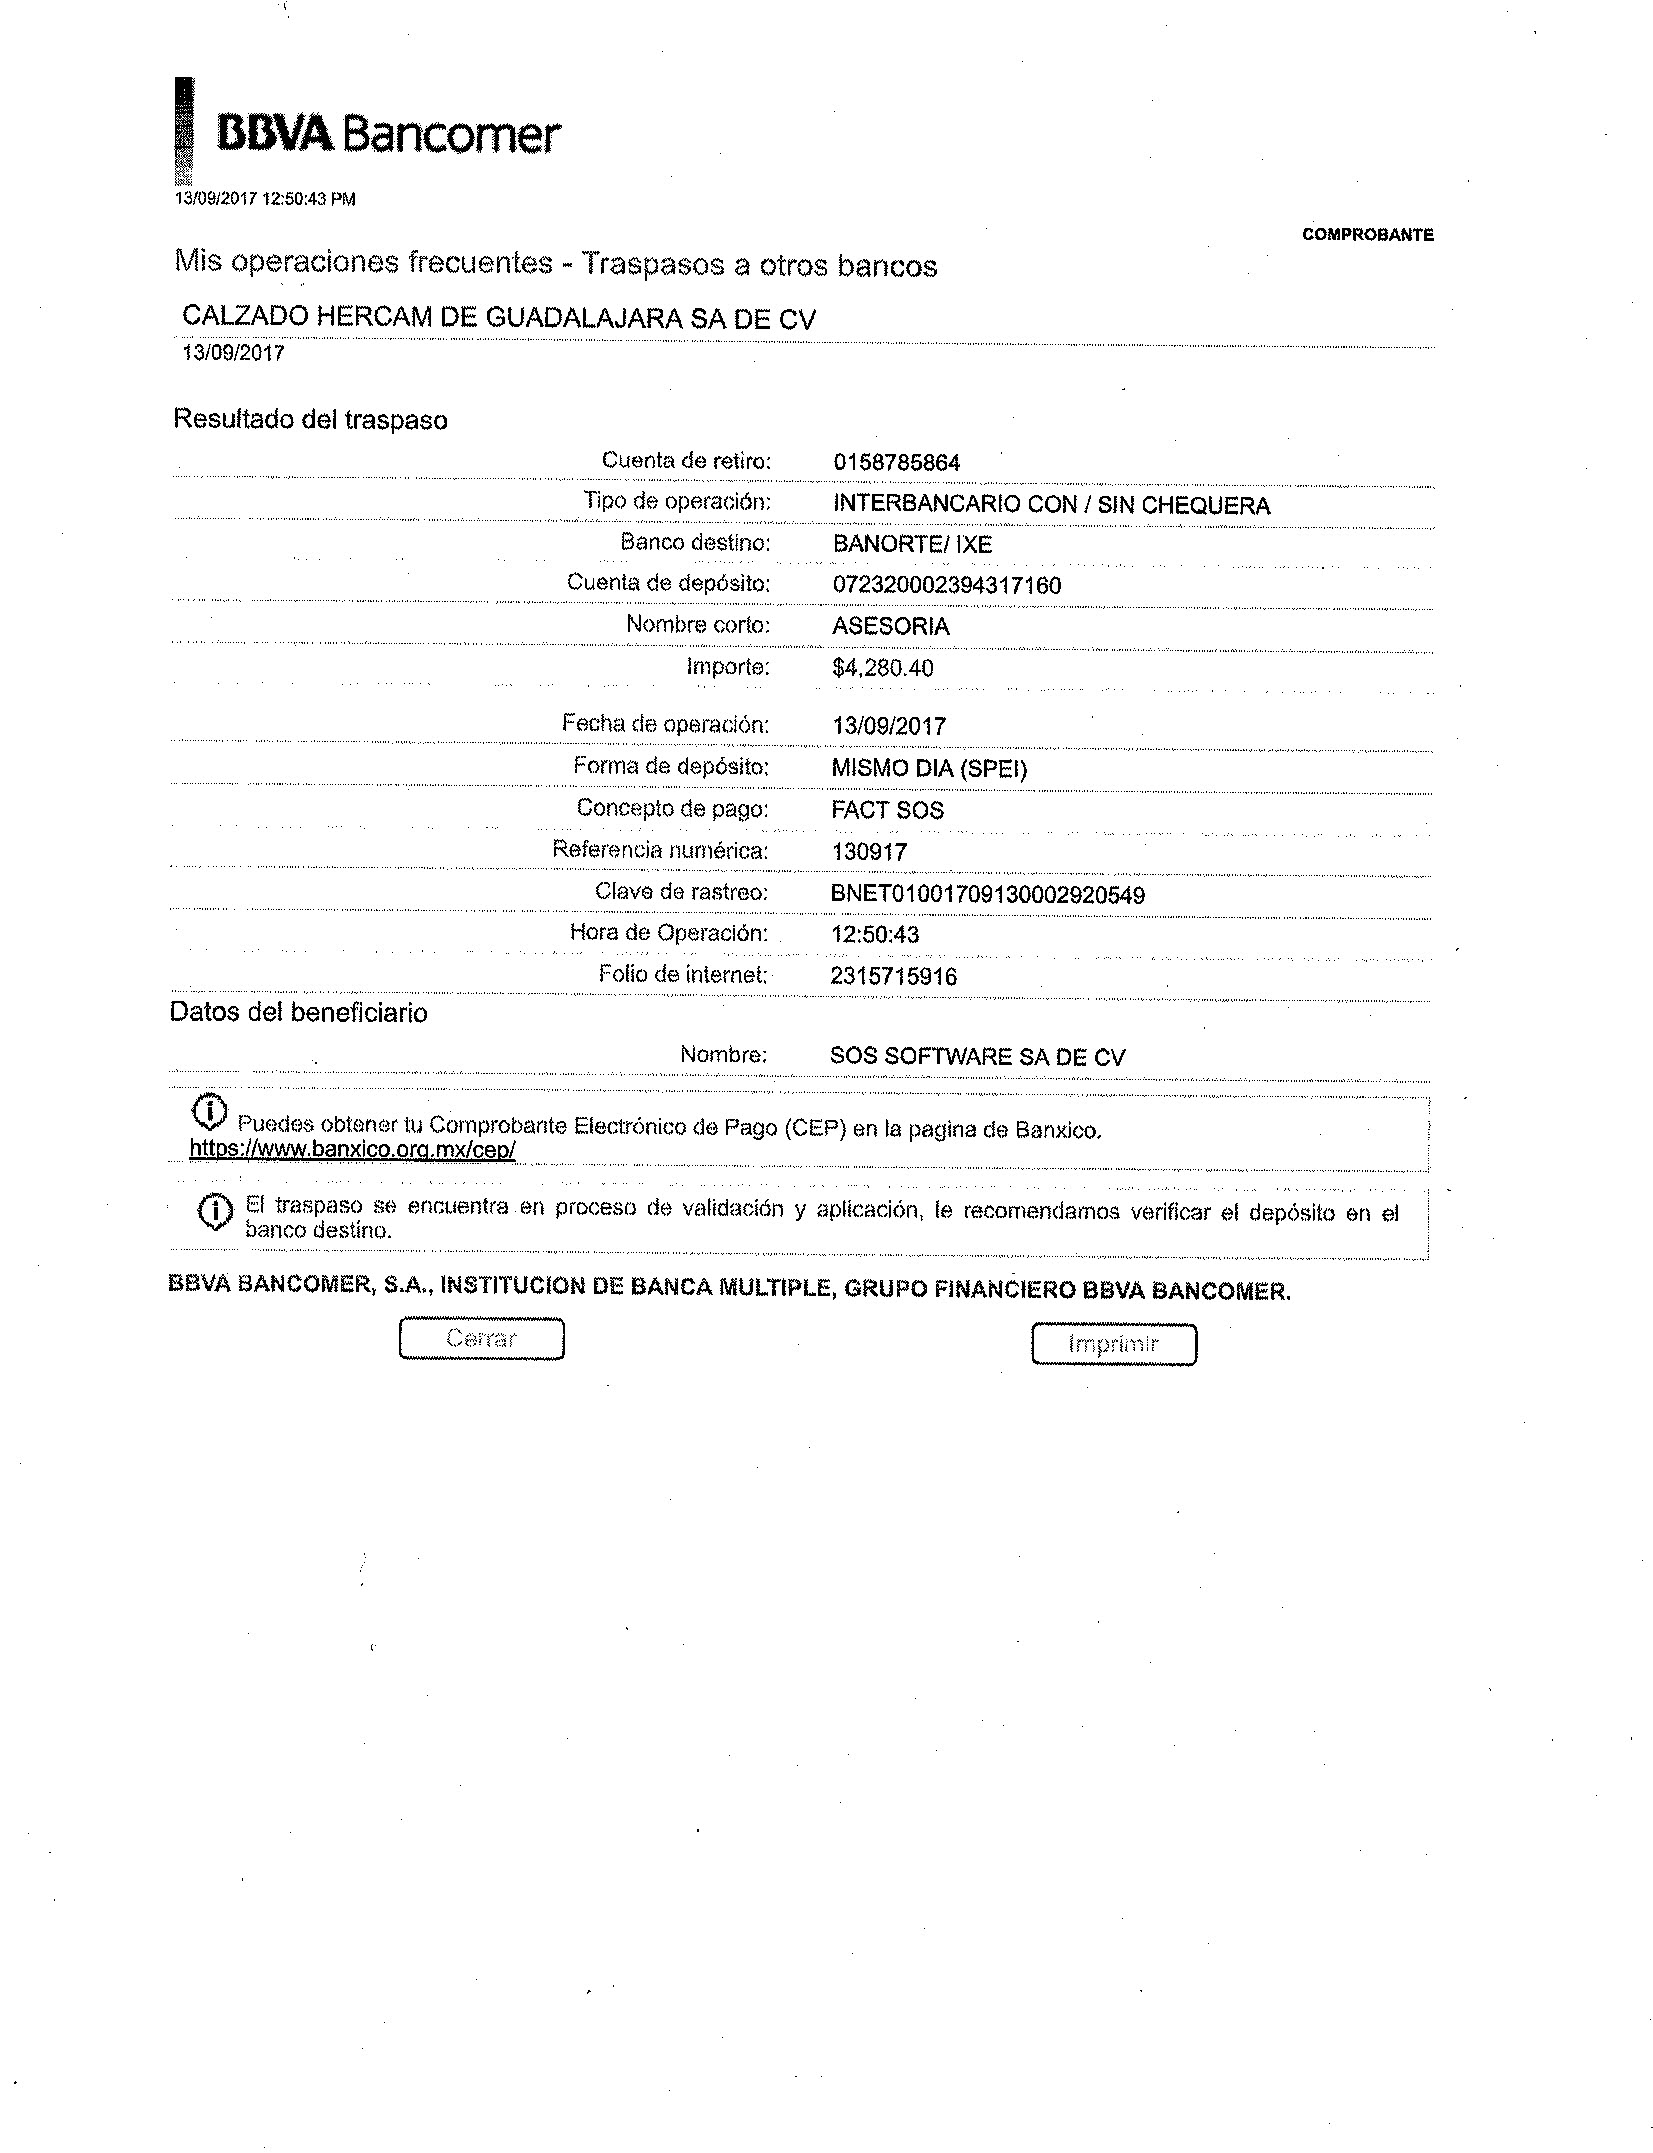 BBVA Bancomer
13/09/2017 12:50:43 PM
COMPROBANTE
Mis operaciones frecuentes - Traspasos a otros bancos
CALZADO HERCAM DE GUADALAJARA SA DE CV
13/09/2017
Resultado del traspaso
Cuenta de retiro: 0158785864
Tipo de operación: INTERBANCARIO CON / SIN CHEQUERA
Banco destino: BANORTE/ IXE
Cuenta de depósito: 072320002394317160
Nombre corto: ASESORIA
Importe: $4,280.40
Fecha de operación: 13/09/2017
Forma de depósito: MISMO DIA (SPEI)
Concepto de pago: FACT SOS
Referencia numérica: 130917
Clave de rastreo: BNET01001709130002920549
Hora de Operación: 12:50:43
Folio de internet: 2315715916
Datos del beneficiario
Nombre: SOS SOFTWARE SA DE CV
Puedes obtener tu Comprobante Electrónico de Pago (CEP) en la pagina de Banxico.
https://www.banxico.org.mx/cep/
El traspaso se encuentra en proceso de validación y aplicación, le recomendamos verificar el depósito en el
banco destino.
BBVA BANCOMER, S.A., INSTITUCION DE BANCA MULTIPLE, GRUPO FINANCIERO BBVA BANCOMER.
Cerrar Imprimir